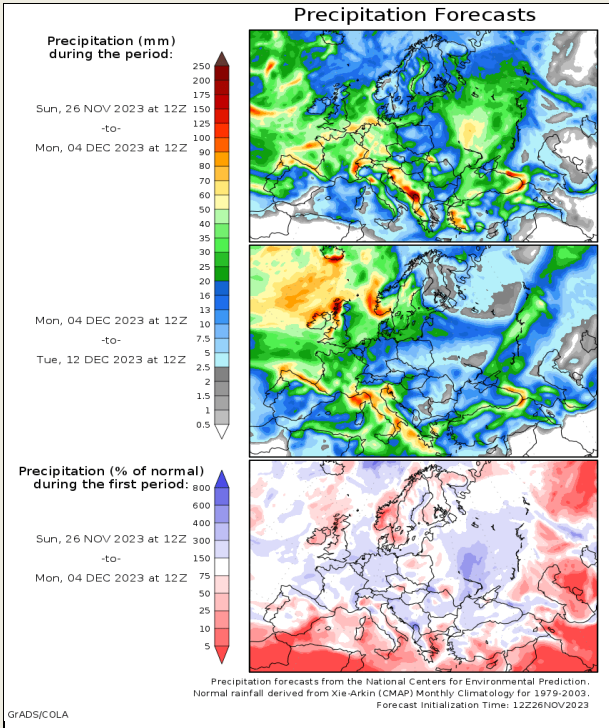 Precipitation Forecasts
Precipitation (mm)
during the period:
Sun, 26 NOV 2023 at 12Z
-to-
Mon, 04 DEC 2023 at 12Z
250
200
175
150
125
100
90
80
70
60
50
40
35
30
25
20
16
13
10
7.5
5
2.5
2
1.5
1
0.5
Mon, 04 DEC 2023 at 12Z
-to-
Tue, 12 DEC 2023 at 12Z
Precipitation (% of normal)
during the first period:
Sun, 26 NOV 2023 at 12Z
-to-
Mon, 04 DEC 2023 at 12Z
800
600
400
300
150
75
50
25
10
5
Precipitation forecasts from the National Centers for Environmental Prediction.
Normal rainfall derived from Xie-Arkin (CMAP) Monthly Climatology for 1979-2003.
Forecast Initialization Time: 12Z26NOV2023
GrADS/COLA